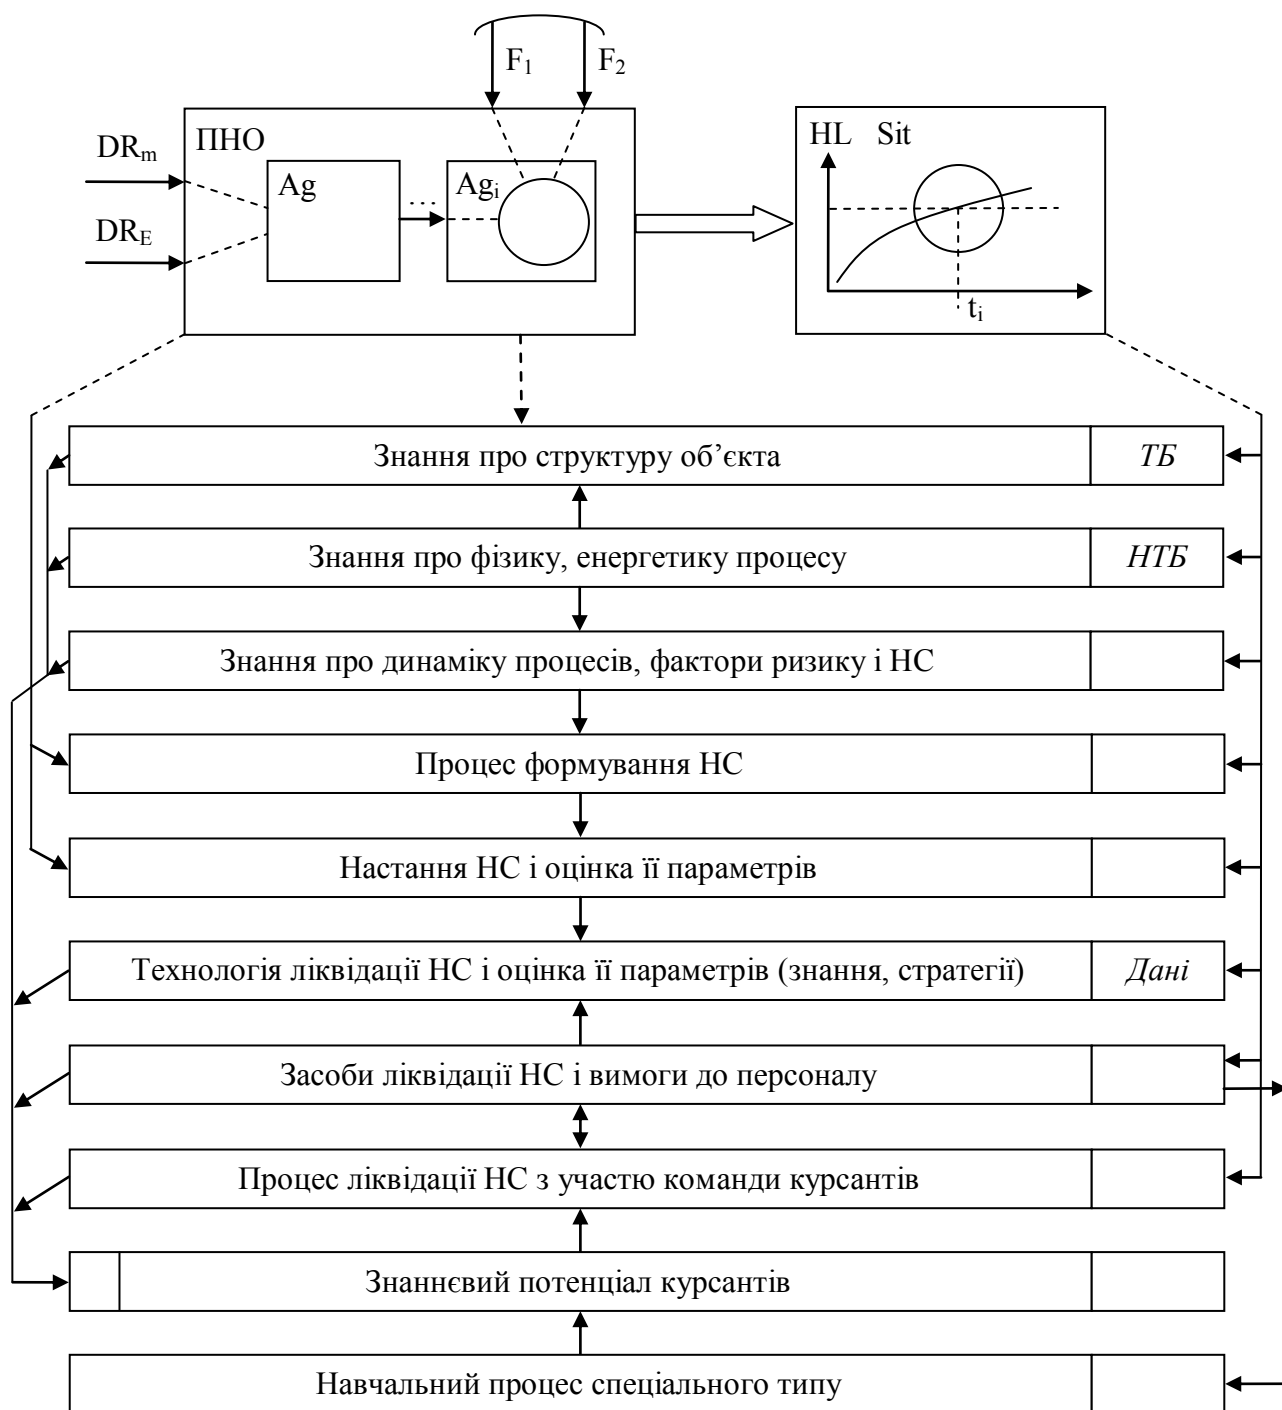 F₁ F₂
ПНО
HL Sit
DRₘ
Ag
...
Agᵢ
DR_E
tᵢ
Знання про структуру об’єкта ТБ
Знання про фізику, енергетику процесу НТБ
Знання про динаміку процесів, фактори ризику і НС
Процес формування НС
Настання НС і оцінка її параметрів
Технологія ліквідації НС і оцінка її параметрів (знання, стратегії) Дані
Засоби ліквідації НС і вимоги до персоналу
Процес ліквідації НС з участю команди курсантів
Знаннєвий потенціал курсантів
Навчальний процес спеціального типу